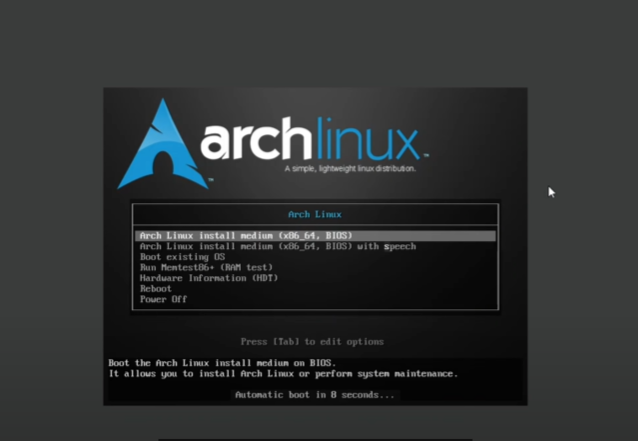 archlinux™
A simple, lightweight linux distribution.
Arch Linux
Arch Linux install medium (x86_64, BIOS)
Arch Linux install medium (x86_64, BIOS) with speech
Boot existing OS
Run Memtest86+ (RAM test)
Hardware Information (HDT)
Reboot
Power Off
Press [Tab] to edit options
Boot the Arch Linux install medium on BIOS.
It allows you to install Arch Linux or perform system maintenance.
Automatic boot in 8 seconds...